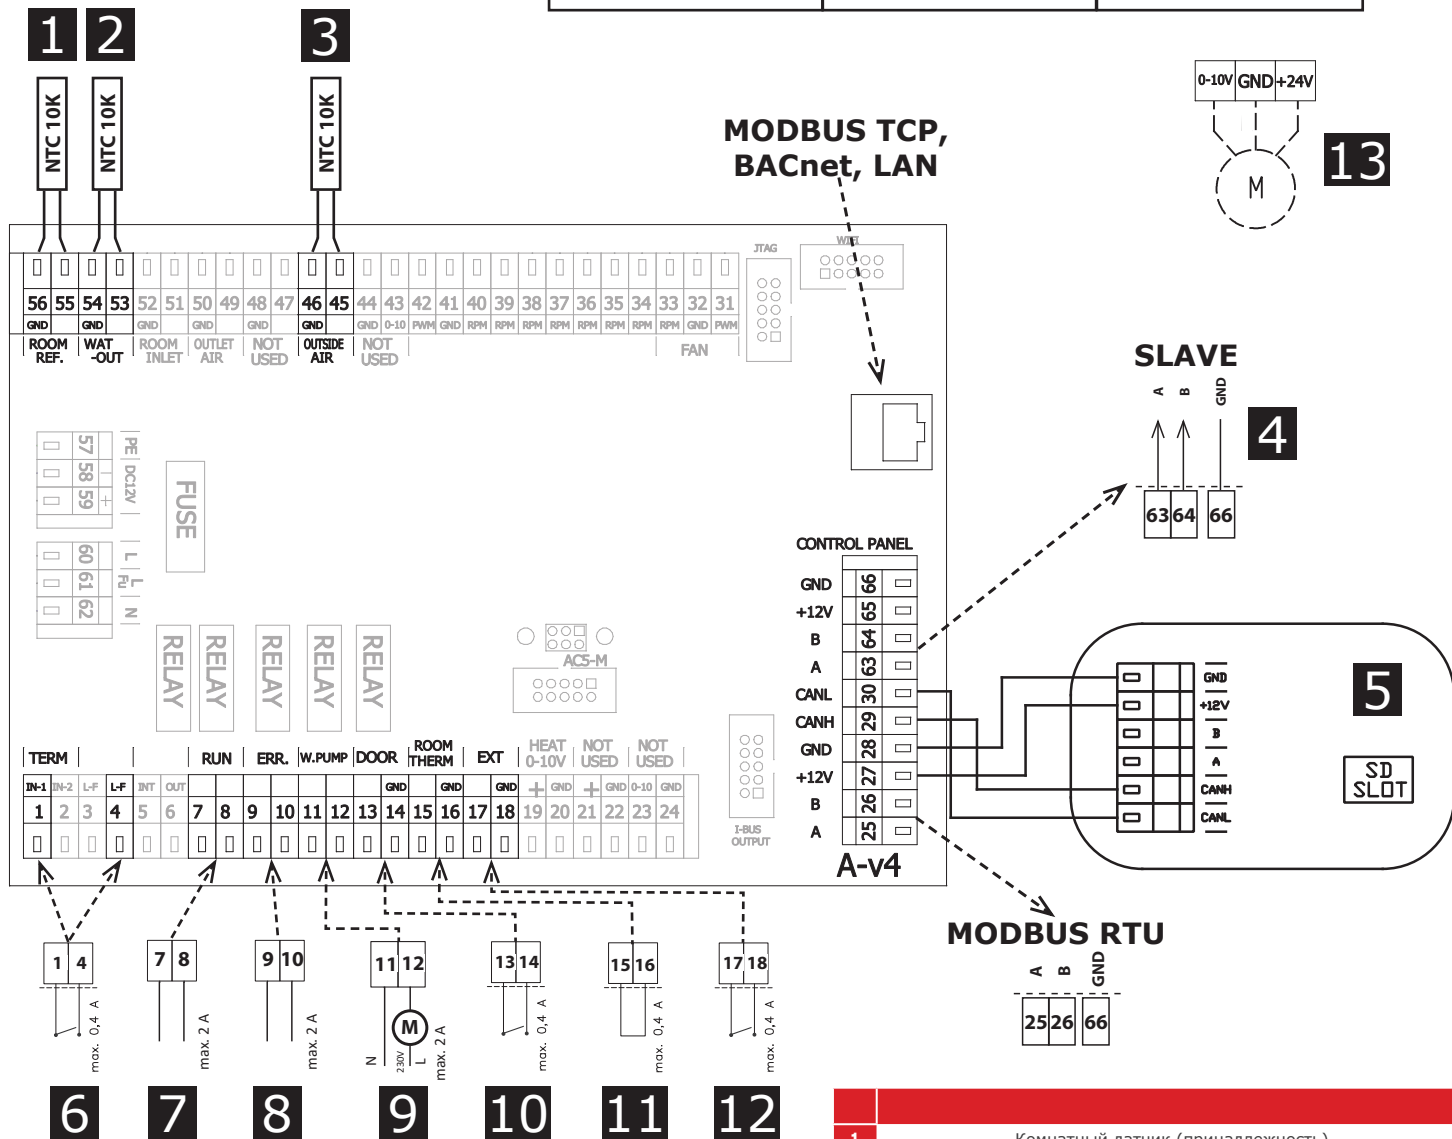 1 2 3
NTC 10K NTC 10K NTC 10K
0-10V GND +24V
13
M
MODBUS TCP,
BACnet, LAN
JTAG
WIFI
56 55 54 53 52 51 50 49 48 47 46 45 44 43 42 41 40 39 38 37 36 35 34 33 32 31
GND GND GND GND GND GND GND 0-10 PWM GND RPM RPM RPM RPM RPM RPM RPM RPM GND PWM
ROOM REF.
WAT -OUT
ROOM INLET
OUTLET AIR
NOT USED
OUTSIDE AIR
NOT USED
FAN
SLAVE
A B GND
4
63 64 66
57 PE
58 − DC12V
59 +
60 L
61 L Fu
62 N
FUSE
RELAY RELAY RELAY RELAY RELAY
AC5-M
CONTROL PANEL
GND 66
+12V 65
B 64
A 63
CANL 30
CANH 29
GND 28
+12V 27
B 26
A 25
A-v4
I-BUS
OUTPUT
GND
+12V
B
A
CANH
CANL
5
SD
SLOT
TERM
RUN
ERR.
W.PUMP
DOOR
ROOM THERM
EXT
HEAT 0-10V
NOT USED
NOT USED
IN-1 IN-2 L-F L-F INT OUT GND GND GND + GND + GND 0-10 GND
1 2 3 4 5 6 7 8 9 10 11 12 13 14 15 16 17 18 19 20 21 22 23 24
MODBUS RTU
A B GND
25 26 66
1 4
max. 0,4 A
7 8
max. 2 A
9 10
max. 2 A
11 12
M
N 230V L
max. 2 A
13 14
max. 0,4 A
15 16
max. 0,4 A
17 18
max. 0,4 A
6 7 8 9 10 11 12
1 Комнатный датчик (принадлежность)